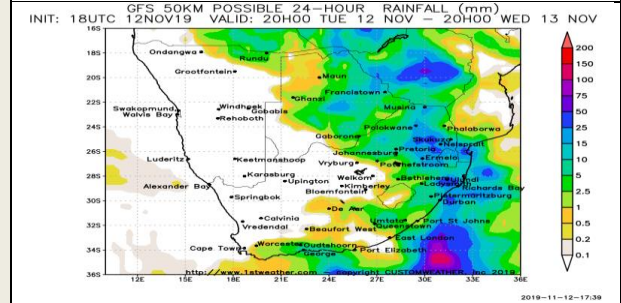 GFS 50KM POSSIBLE 24-HOUR RAINFALL (mm)
INIT: 18UTC 12NOV19 VALID: 20H00 TUE 12 NOV - 20H00 WED 13 NOV
16S
18S
20S
22S
24S
26S
28S
30S
32S
34S
36S
Ondangwa
Rundu
Grootfontein
Maun
Ghansi
Francistown
Swakopmund
Walvis Bay
Windhoek
Gobabis
Rehoboth
Musina
Polokwane
Phalaborwa
Gaborone
Skukuza
Nelspruit
Johannesburg
Pretoria
Ermelo
Luderitz
Keetmanshoop
Vryburg
Potchefstroom
Karasburg
Upington
Welkom
Kimberley
Bethlehem
Ulundi
Ladysmith
Alexander Bay
Bloemfontein
Richards Bay
Springbok
Pietermaritzburg
Durban
De Aar
Calvinia
Vredendal
Beaufort West
Umtata
Port St Johns
Queenstown
East London
Cape Town
Worcester
Oudtshoorn
George
Port Elizabeth
http://www.1stweather.com - copyright CUSTOMWEATHER, Inc 2019
12E 15E 18E 21E 24E 27E 30E 33E 36E
200
150
100
75
50
25
15
10
5
2.5
1
0.5
0.2
0.1
2019-11-12-17:39